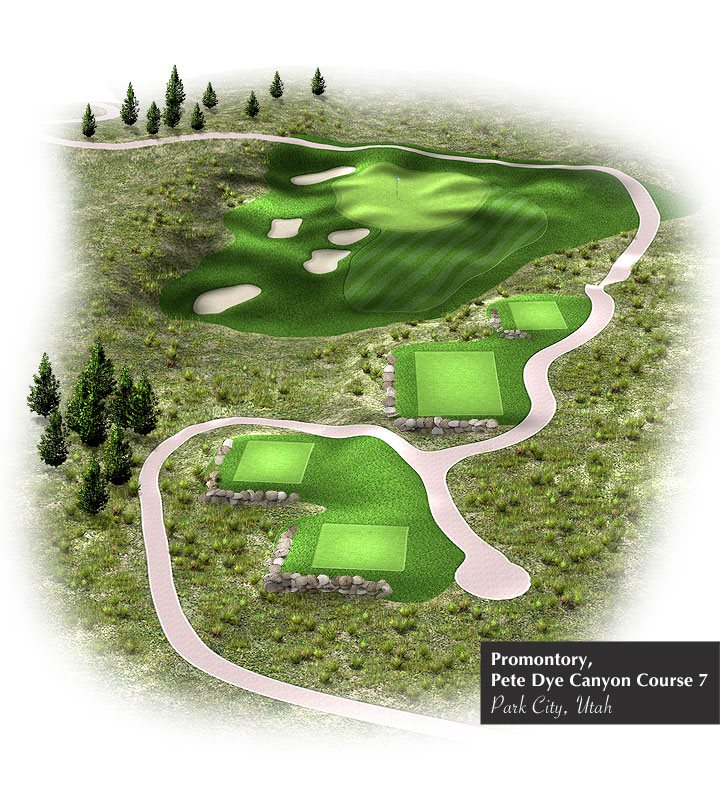 Promontory,
Pete Dye Canyon Course 7
Park City, Utah